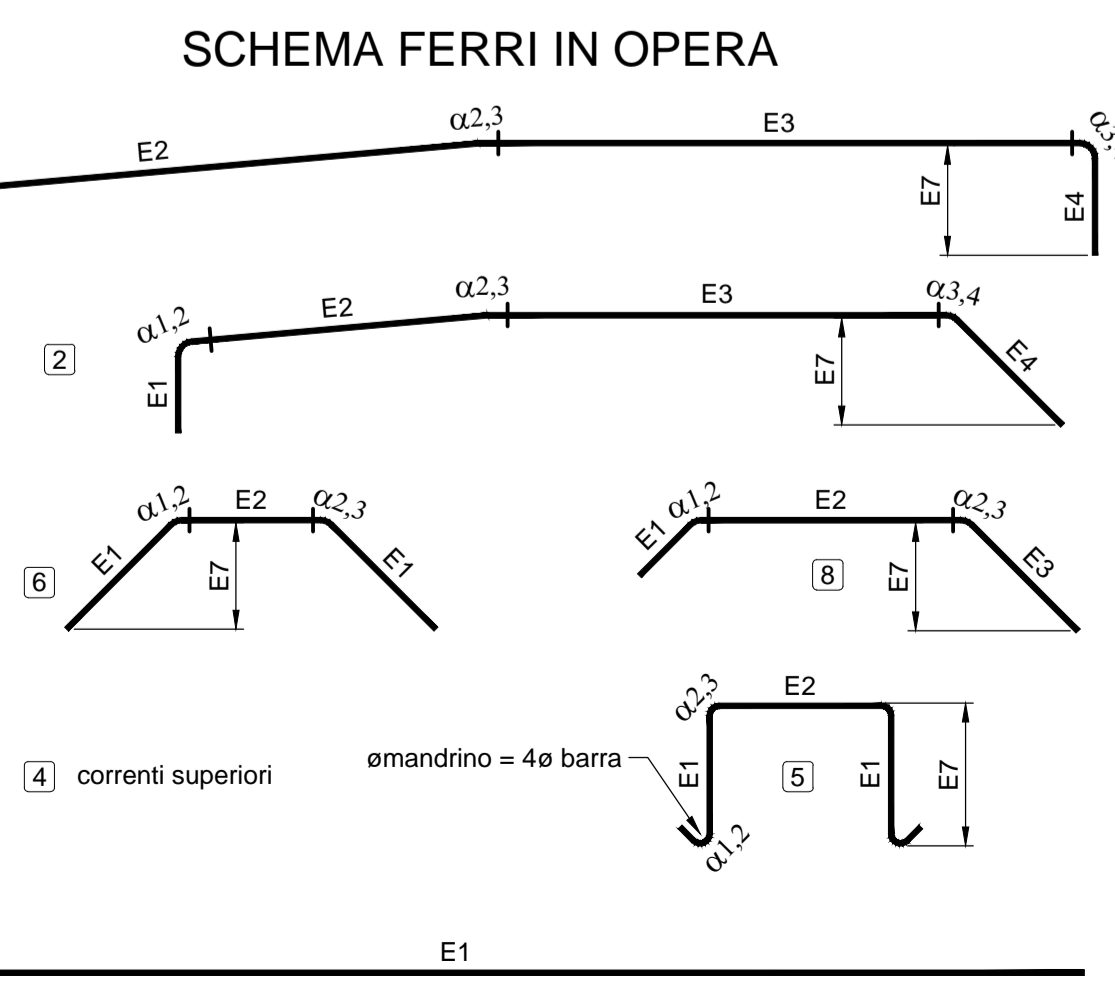 SCHEMA FERRI IN OPERA
E2
α2,3
E3
α3,
E7
E4
2
α1,2
E1
E2
α2,3
E3
α3,4
E7
E4
6
α1,2
E1
E2
α2,3
E7
E1
8
α1,2
E1
E2
α2,3
E7
E3
4 correnti superiori
ømandrino = 4ø barra
α2,3
E2
E1
5
E1
E7
α1,2
E1